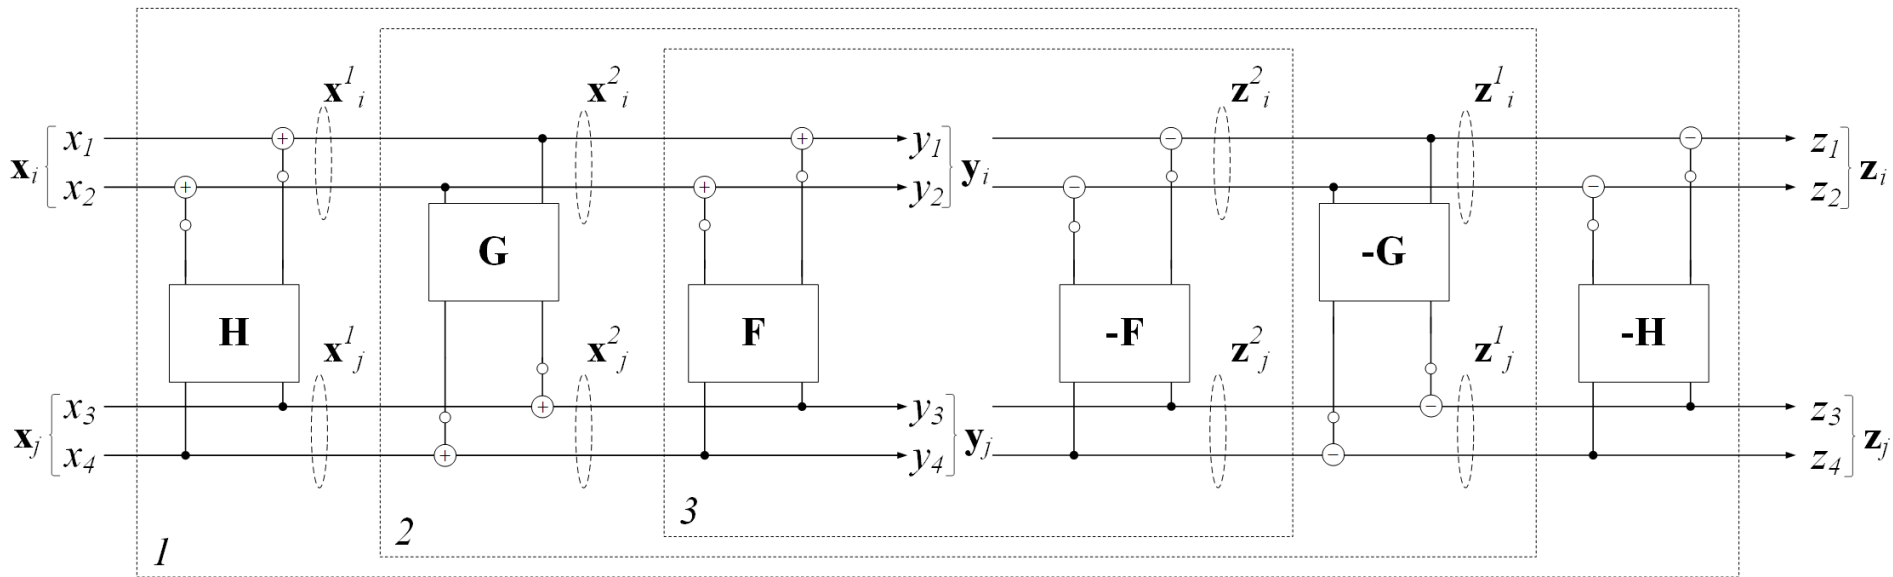 x^1_i x^2_i z^2_i z^1_i
x_i { x_1 + + y_1 } y_i − − z_1 } z_i
x_2 + + y_2 − − z_2
G -G
H F -F -H
x^1_j x^2_j z^2_j z^1_j
x_j { x_3 + y_3 } y_j − z_3 } z_j
x_4 + y_4 − z_4
1 2 3